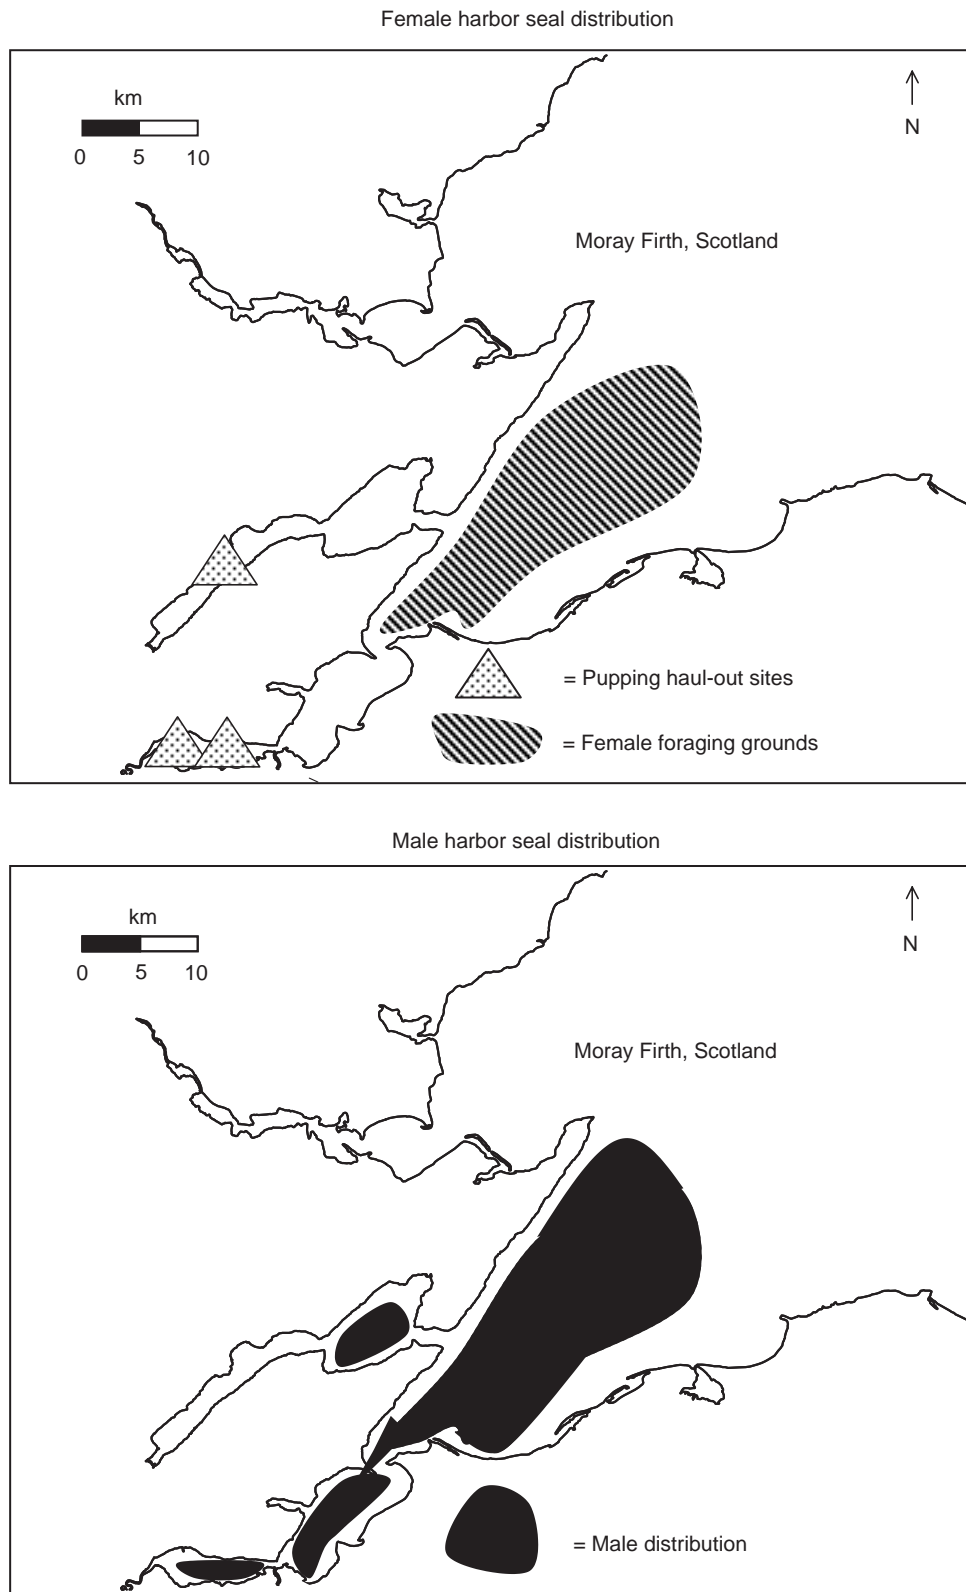 Female harbor seal distribution
km
0 5 10
N
Moray Firth, Scotland
= Pupping haul-out sites
= Female foraging grounds
Male harbor seal distribution
km
0 5 10
N
Moray Firth, Scotland
= Male distribution